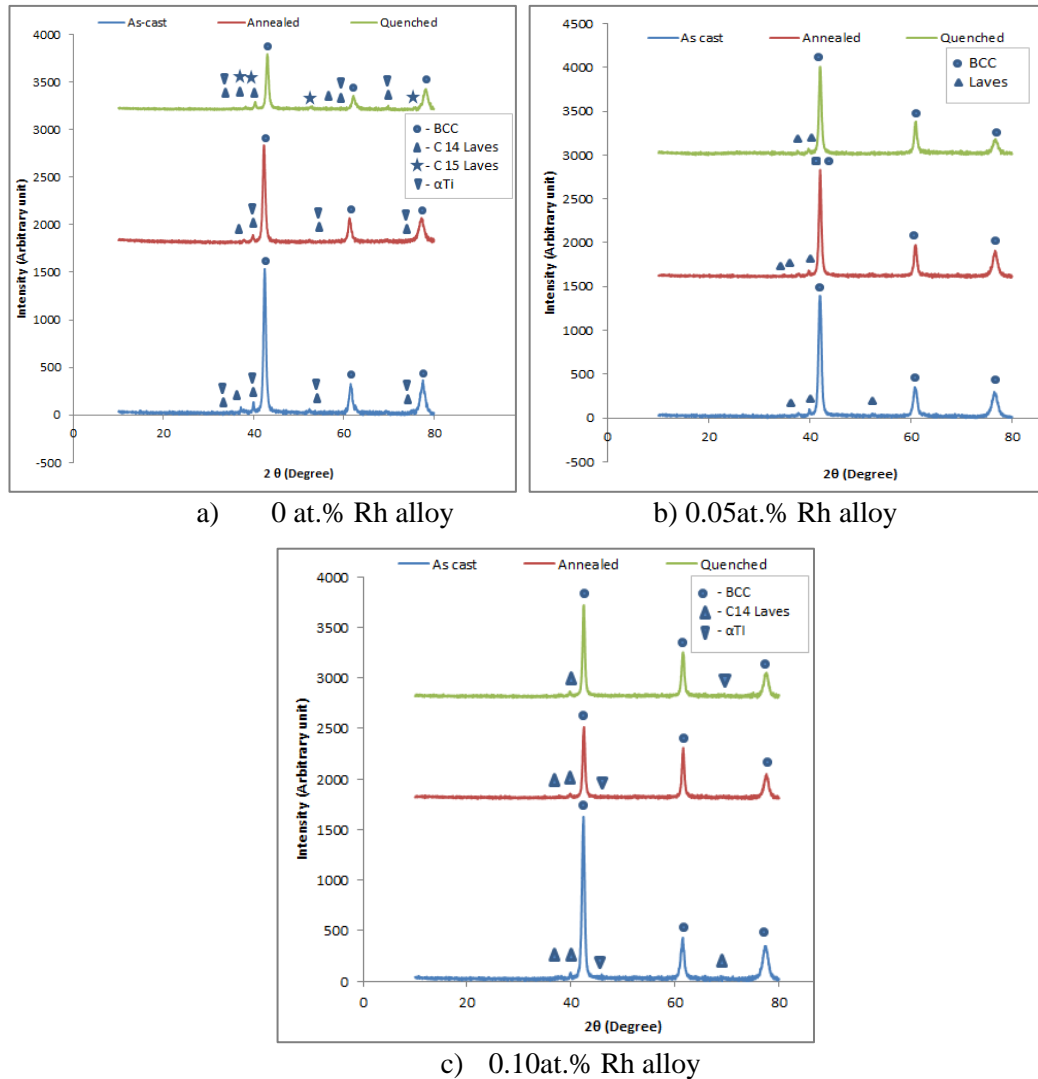 As-cast Annealed Quenched
4000
3500
3000
2500
2000
1500
1000
500
0
-500
0 20 40 60 80
Intensity (Arbitrary unit)
2 θ (Degree)
- BCC
- C 14 Laves
- C 15 Laves
- αTi
a) 0 at.% Rh alloy
As cast Annealed Quenched
4500
4000
3500
3000
2500
2000
1500
1000
500
0
-500
0 20 40 60 80
Intensity (Arbitrary unit)
2θ (Degree)
BCC
Laves
b) 0.05at.% Rh alloy
As cast Annealed Quenched
4000
3500
3000
2500
2000
1500
1000
500
0
0 20 40 60 80
Intensity (Arbitrary unit)
2θ (Degree)
- BCC
- C14 Laves
- αTI
c) 0.10at.% Rh alloy